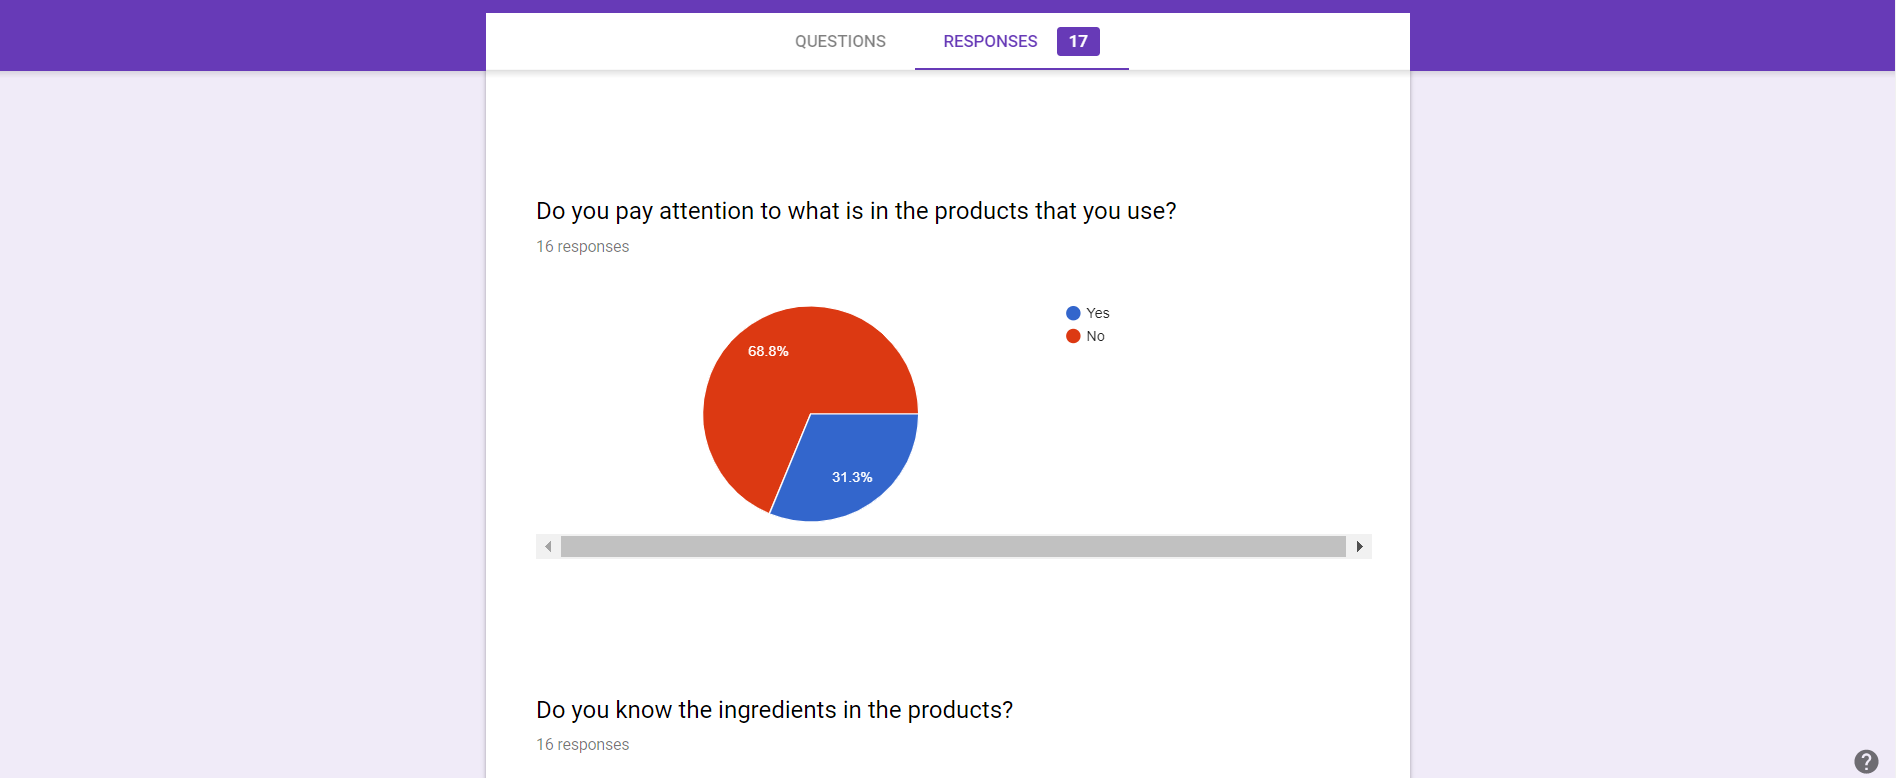 QUESTIONS RESPONSES 17
Do you pay attention to what is in the products that you use?
16 responses
Yes
No
68.8%
31.3%
Do you know the ingredients in the products?
16 responses
?